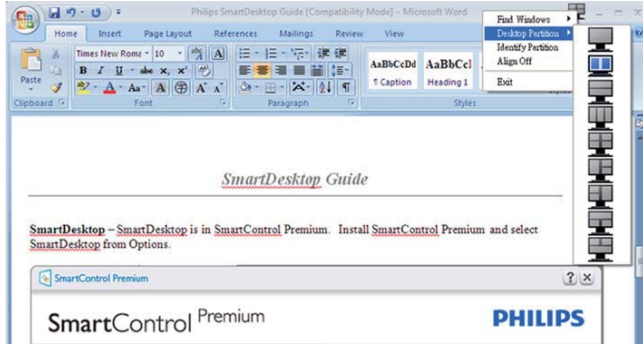 Philips SmartDesktop Guide [Compatibility Mode] - Microsoft Word
Home Insert Page Layout References Mailings Review View
Find Windows
Desktop Partition
Identify Partition
Align Off
Exit
Paste
Times New Roma 10
B I U abc x, x'
Aa A A A
AaBbCcDd AaBbCcI
¶ Caption Heading 1
Clipboard Font Paragraph Styles
SmartDesktop Guide
SmartDesktop – SmartDesktop is in SmartControl Premium. Install SmartControl Premium and select
SmartDesktop from Options.
SmartControl Premium
SmartControl Premium PHILIPS